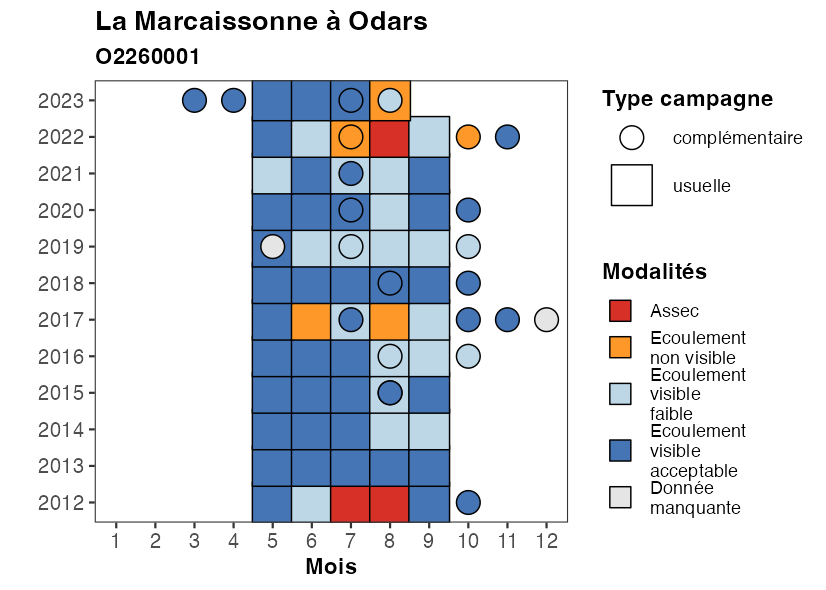 La Marcaissonne à Odars
O2260001
2023
2022
2021
2020
2019
2018
2017
2016
2015
2014
2013
2012
1 2 3 4 5 6 7 8 9 10 11 12
Mois
Type campagne
complémentaire
usuelle
Modalités
Assec
Ecoulement
non visible
Ecoulement
visible
faible
Ecoulement
visible
acceptable
Donnée
manquante